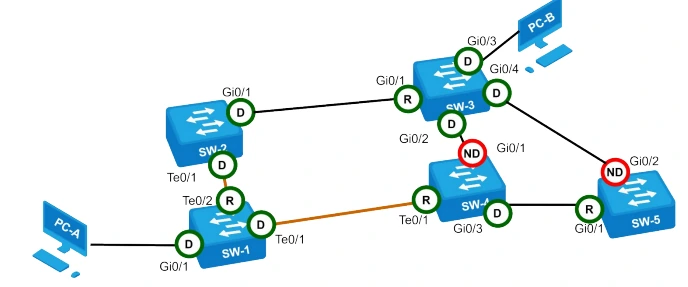 PC-B
Gi0/3
D
Gi0/4
Gi0/1
D
R
SW-3
Gi0/1
D
D
Gi0/2
ND
Gi0/1
SW-2
D
Te0/1
Te0/2
R
R
Te0/1
SW-4
D
Gi0/3
ND
Gi0/2
R
Gi0/1
SW-5
PC-A
D
Gi0/1
D
Te0/1
SW-1